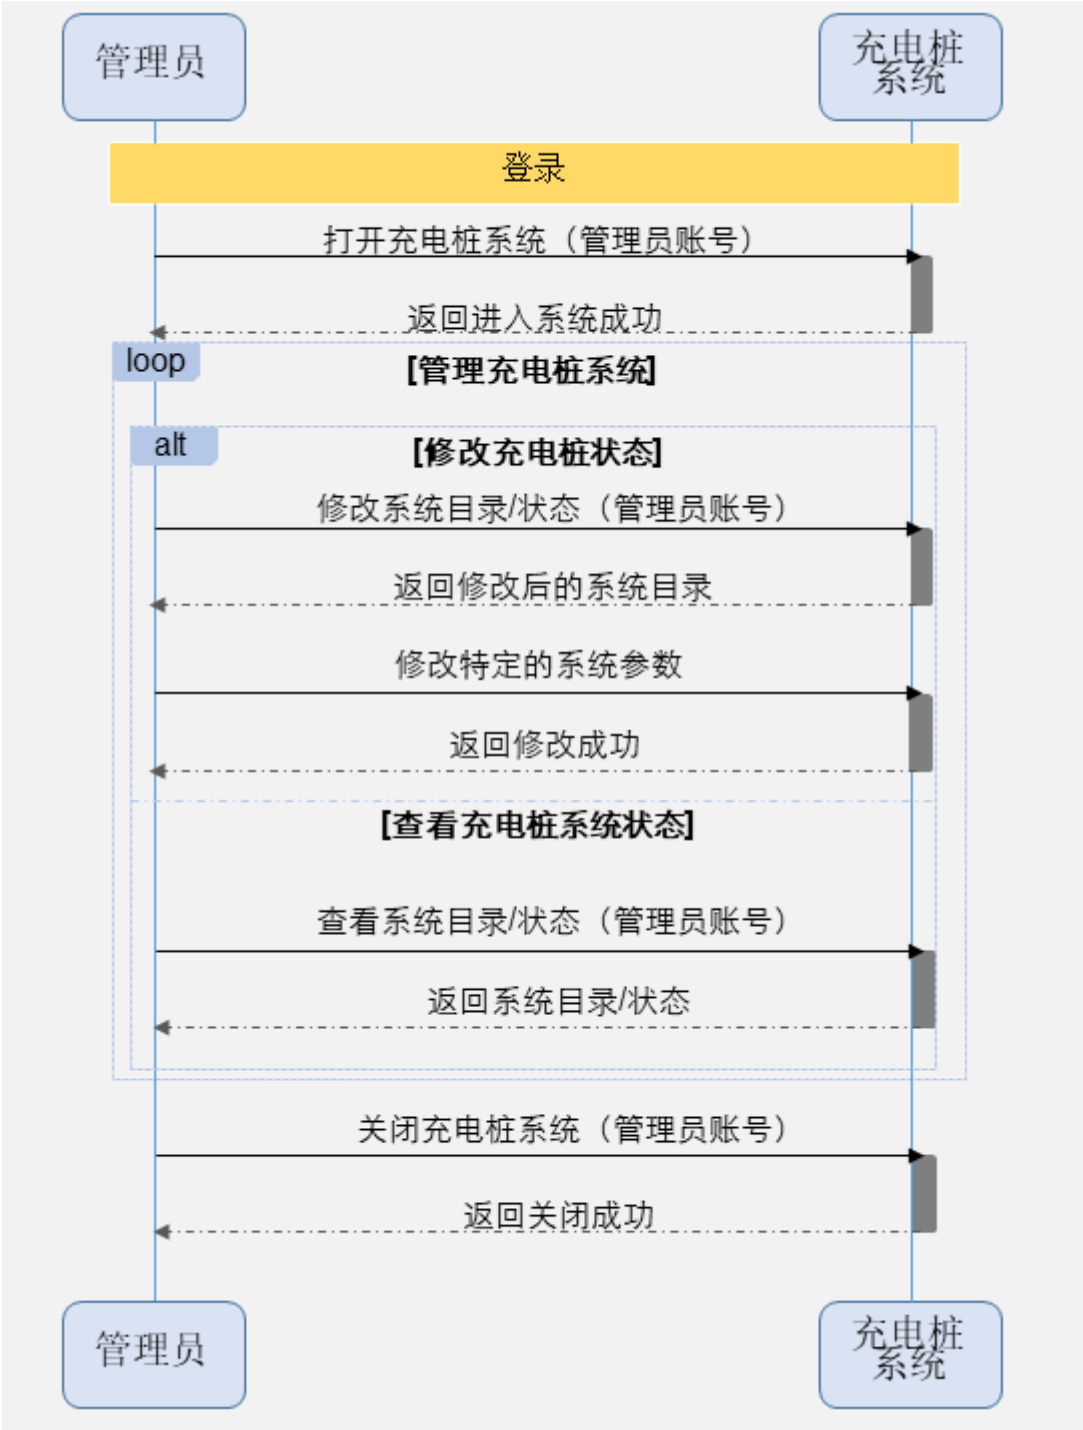 管理员
充电桩
系统
登录
打开充电桩系统（管理员账号）
返回进入系统成功
loop
[管理充电桩系统]
alt
[修改充电桩状态]
修改系统目录/状态（管理员账号）
返回修改后的系统目录
修改特定的系统参数
返回修改成功
[查看充电桩系统状态]
查看系统目录/状态（管理员账号）
返回系统目录/状态
关闭充电桩系统（管理员账号）
返回关闭成功
管理员
充电桩
系统